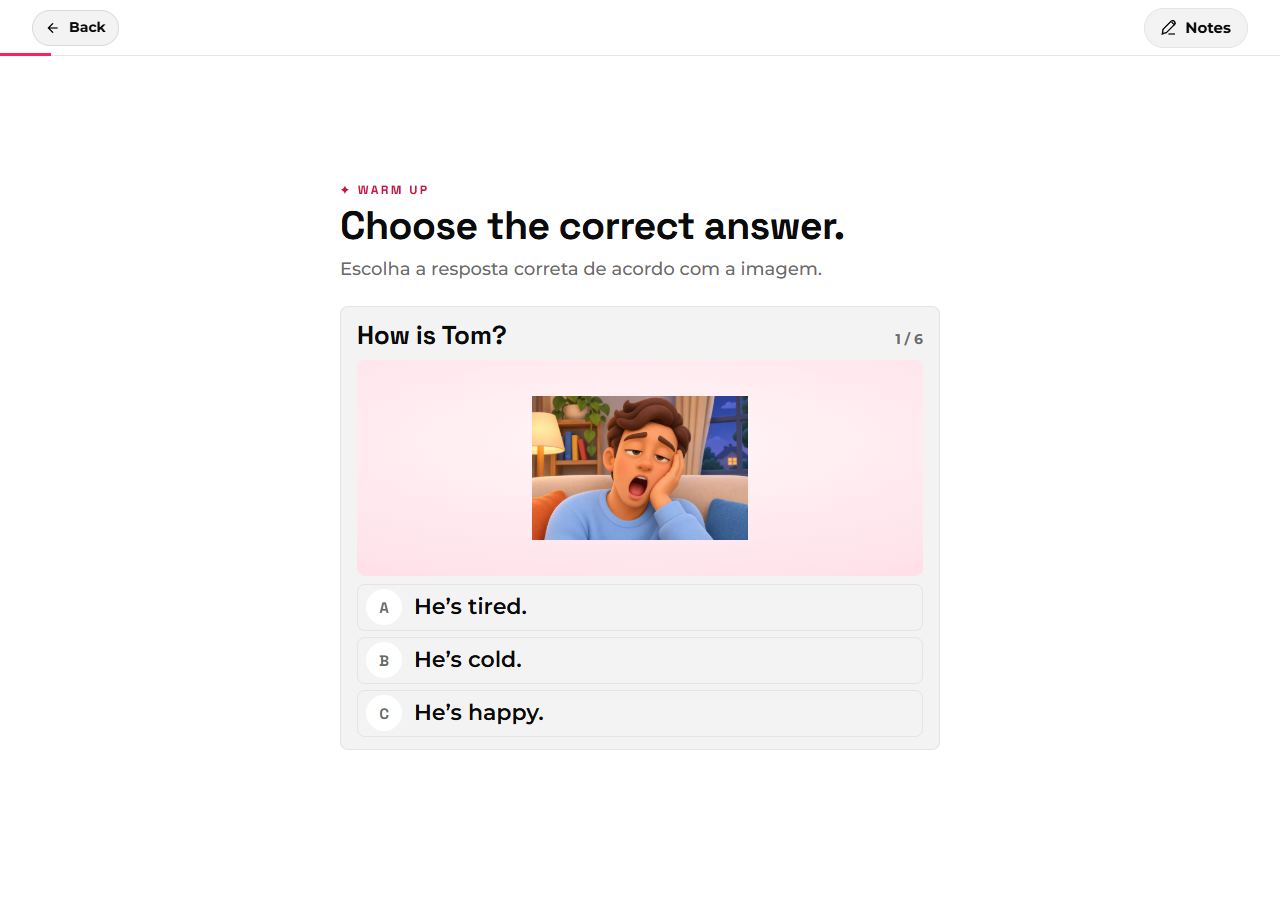 Back
Notes
✦ WARM UP
Choose the correct answer.
Escolha a resposta correta de acordo com a imagem.
How is Tom?
1 / 6
A He’s tired.
B He’s cold.
C He’s happy.